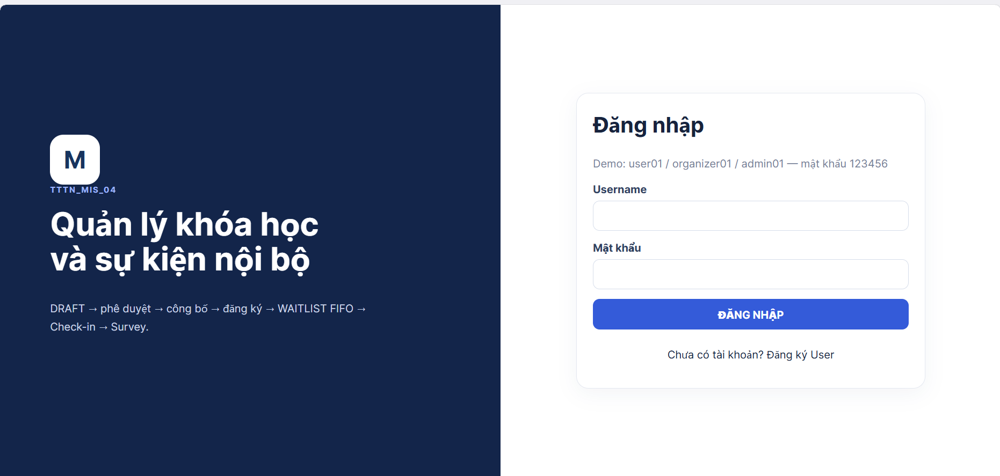 M
TTTN_MIS_04
Quản lý khóa học
và sự kiện nội bộ
DRAFT → phê duyệt → công bố → đăng ký → WAITLIST FIFO →
Check-in → Survey.
Đăng nhập
Demo: user01 / organizer01 / admin01 — mật khẩu 123456
Username
Mật khẩu
ĐĂNG NHẬP
Chưa có tài khoản? Đăng ký User